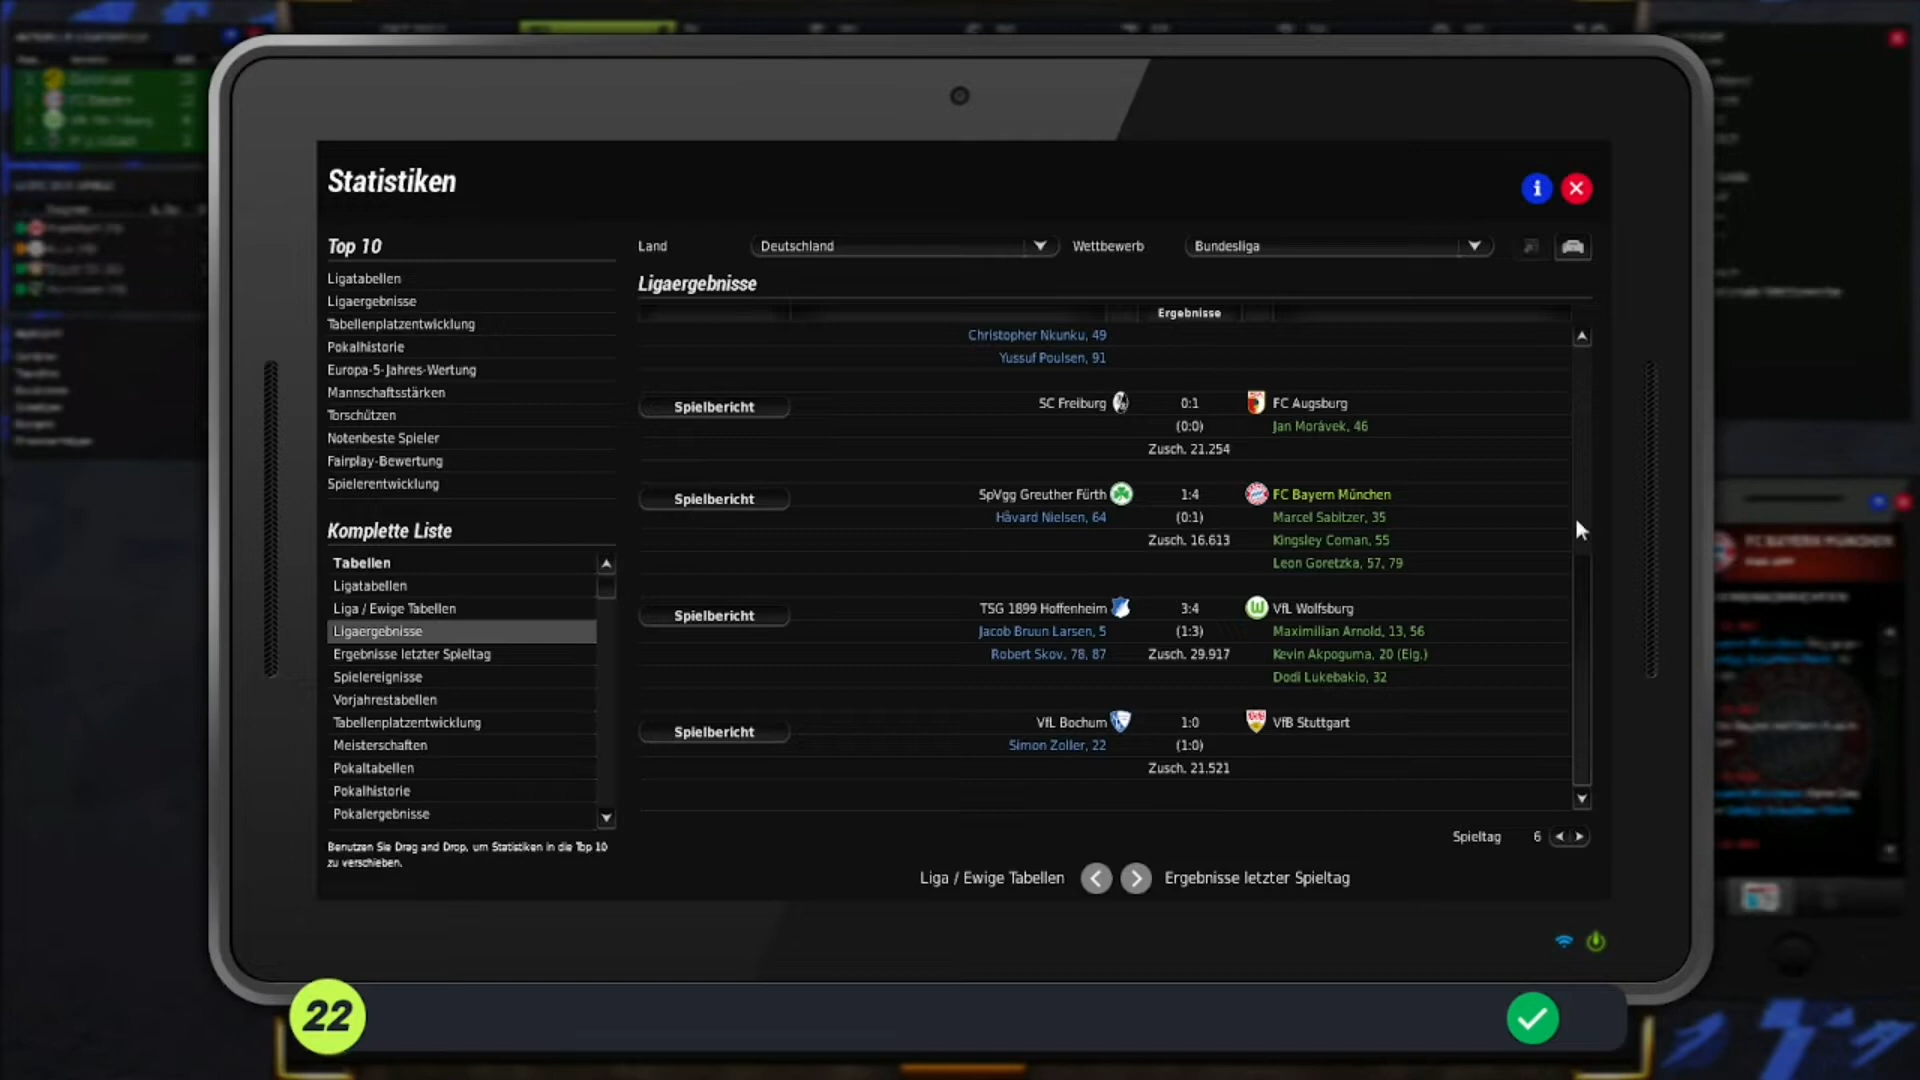 Statistiken
i
Top 10
Ligatabellen
Ligaergebnisse
Tabellenplatzentwicklung
Pokalhistorie
Europa-5-Jahres-Wertung
Mannschaftsstärken
Torschützen
Notenbeste Spieler
Fairplay-Bewertung
Spielerentwicklung
Komplette Liste
Tabellen
Ligatabellen
Liga / Ewige Tabellen
Ligaergebnisse
Ergebnisse letzter Spieltag
Spielereignisse
Vorjahrestabellen
Tabellenplatzentwicklung
Meisterschaften
Pokaltabellen
Pokalhistorie
Pokalergebnisse
Benutzen Sie Drag and Drop, um Statistiken in die Top 10
zu verschieben.
Land Deutschland Wettbewerb Bundesliga
Ligaergebnisse
Ergebnisse
Christopher Nkunku, 49
Yussuf Poulsen, 91
Spielbericht SC Freiburg 0:1 FC Augsburg
(0:0) Jan Morávek, 46
Zusch. 21.254
Spielbericht SpVgg Greuther Fürth 1:4 FC Bayern München
Håvard Nielsen, 64 (0:1) Marcel Sabitzer, 35
Zusch. 16.613 Kingsley Coman, 55
Leon Goretzka, 57, 79
Spielbericht TSG 1899 Hoffenheim 3:4 VfL Wolfsburg
Jacob Bruun Larsen, 5 (1:3) Maximilian Arnold, 13, 56
Robert Skov, 78, 87 Zusch. 29.917 Kevin Akpoguma, 20 (Eig.)
Dodi Lukebakio, 32
Spielbericht VfL Bochum 1:0 VfB Stuttgart
Simon Zoller, 22 (1:0)
Zusch. 21.521
Spieltag 6
Liga / Ewige Tabellen Ergebnisse letzter Spieltag
22